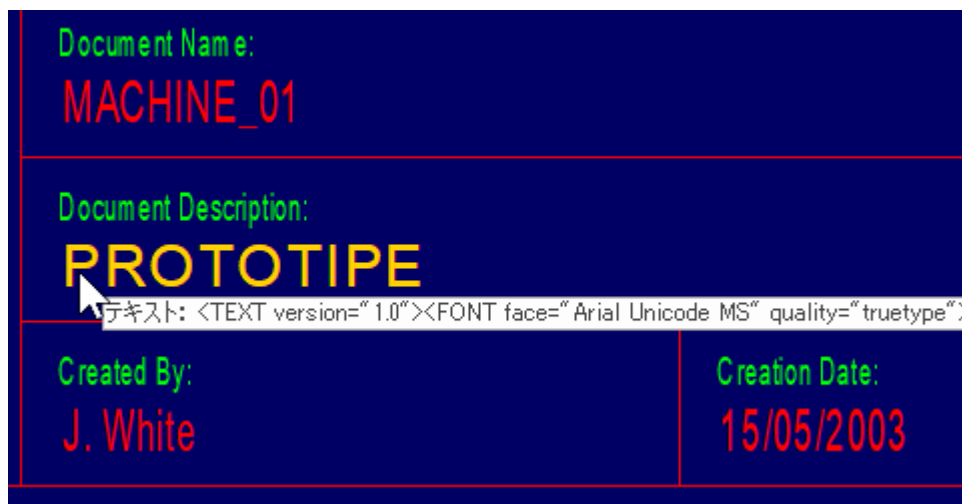 Document Name:
MACHINE_01
Document Description:
PROTOTIPE
テキスト: <TEXT version="1.0"><FONT face="Arial Unicode MS" quality="truetype">
Created By:
Creation Date:
J. White
15/05/2003